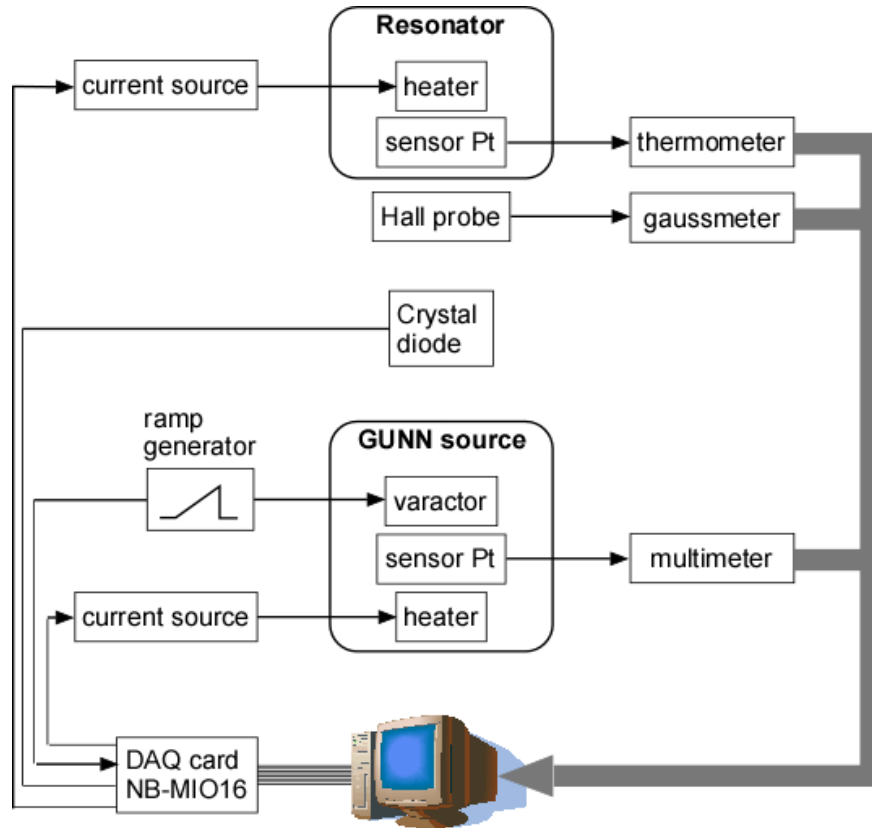 Resonator
current source
heater
sensor Pt
thermometer
Hall probe
gaussmeter
Crystal
diode
ramp
generator
GUNN source
varactor
sensor Pt
multimeter
current source
heater
DAQ card
NB-MIO16